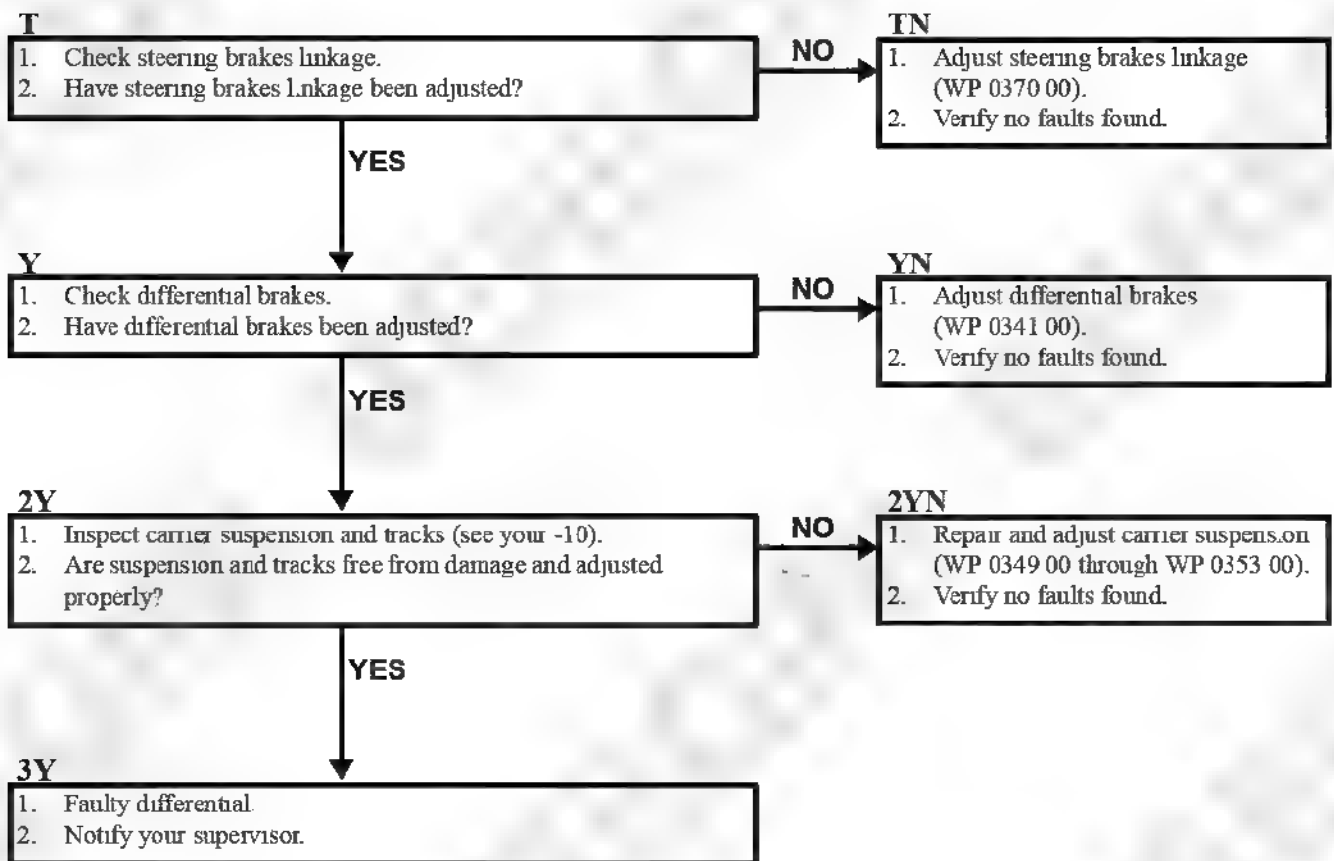 T
1. Check steering brakes linkage.
2. Have steering brakes linkage been adjusted?
NO
TN
1. Adjust steering brakes linkage
(WP 0370 00).
2. Verify no faults found.
YES
Y
1. Check differential brakes.
2. Have differential brakes been adjusted?
NO
YN
1. Adjust differential brakes
(WP 0341 00).
2. Verify no faults found.
YES
2Y
1. Inspect carrier suspension and tracks (see your -10).
2. Are suspension and tracks free from damage and adjusted
properly?
NO
2YN
1. Repair and adjust carrier suspension
(WP 0349 00 through WP 0353 00).
2. Verify no faults found.
YES
3Y
1. Faulty differential.
2. Notify your supervisor.